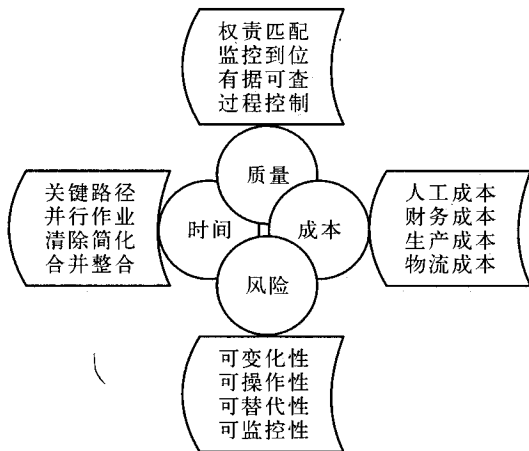 权责匹配
监控到位
有据可查
过程控制
质量
关键路径
并行作业
清除简化
合并整合
时间
成本
人工成本
财务成本
生产成本
物流成本
风险
可变化性
可操作性
可替代性
可监控性